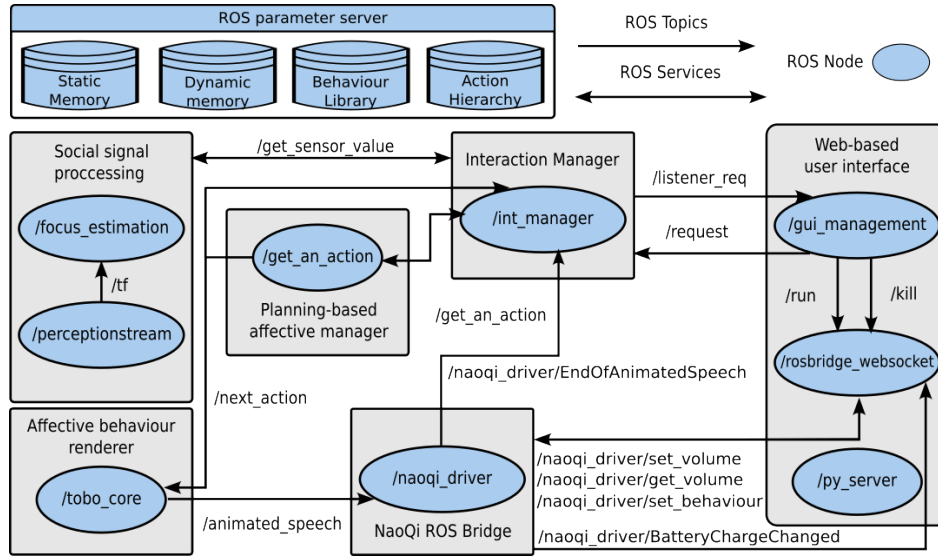 ROS parameter server
Static
Memory
Dynamic
memory
Behaviour
Library
Action
Hierarchy
ROS Topics
ROS Services
ROS Node
Social signal
proccessing
/focus_estimation
/tf
/perceptionstream
/get_sensor_value
Interaction Manager
/int_manager
/get_an_action
Planning-based
affective manager
/get_an_action
/listener_req
/request
Web-based
user interface
/gui_management
/run
/kill
/rosbridge_websocket
/py_server
/naoqi_driver/EndOfAnimatedSpeech
/next_action
Affective behaviour
renderer
/tobo_core
/animated_speech
/naoqi_driver
NaoQi ROS Bridge
/naoqi_driver/set_volume
/naoqi_driver/get_volume
/naoqi_driver/set_behaviour
/naoqi_driver/BatteryChargeChanged